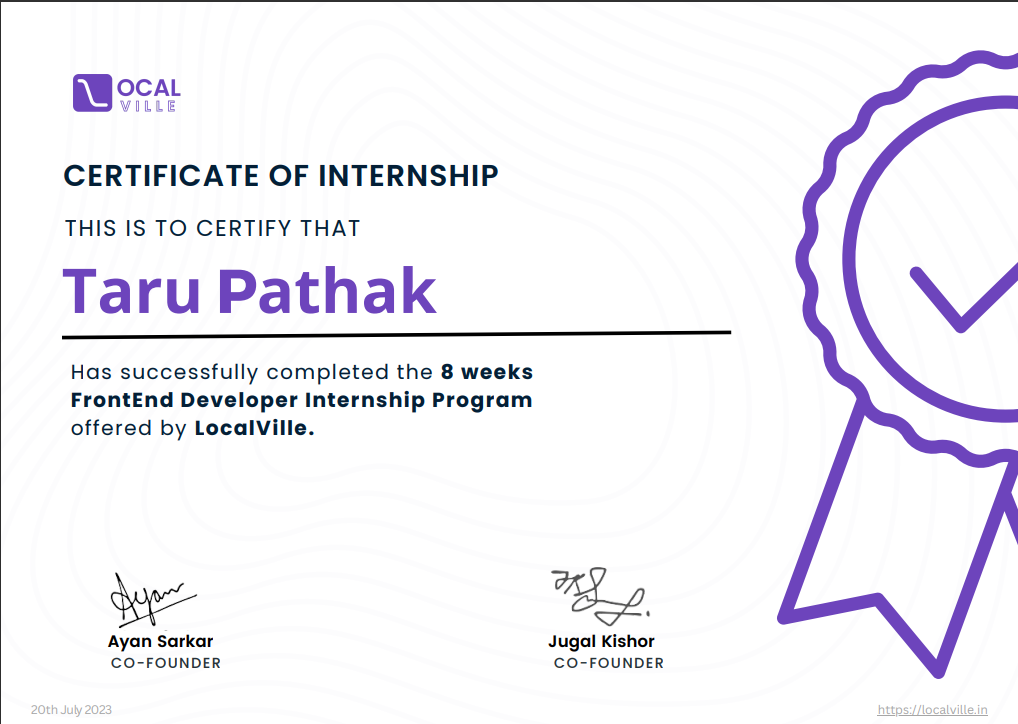 LOCAL
VILLE
CERTIFICATE OF INTERNSHIP
THIS IS TO CERTIFY THAT
Taru Pathak
Has successfully completed the 8 weeks
FrontEnd Developer Internship Program
offered by LocalVille.
Ayan
Ayan Sarkar
CO-FOUNDER
Jugal Kishor
CO-FOUNDER
20th July 2023
https://localville.in